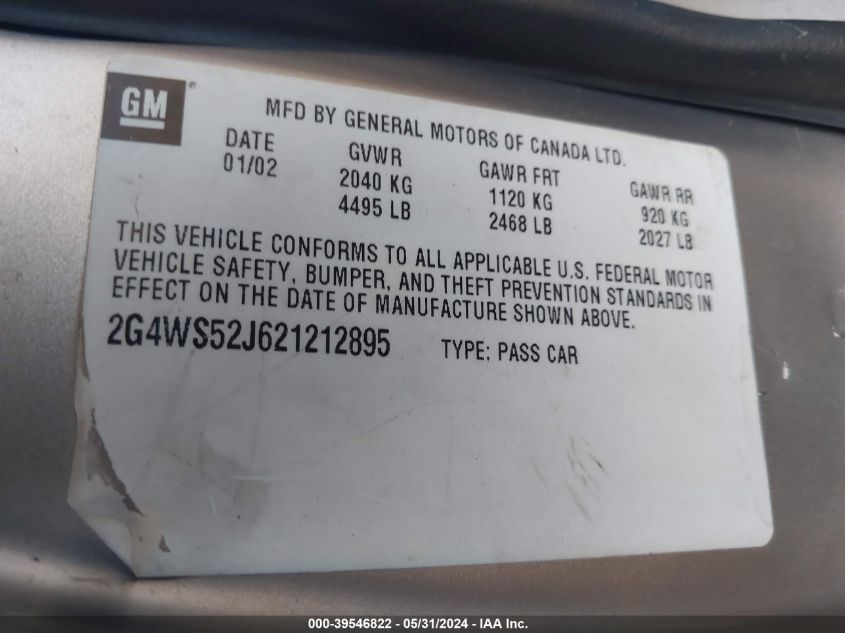 GM
MFD BY GENERAL MOTORS OF CANADA LTD.
DATE GVWR GAWR FRT GAWR RR
01/02 2040 KG 1120 KG 920 KG
4495 LB 2468 LB 2027 LB
THIS VEHICLE CONFORMS TO ALL APPLICABLE U.S. FEDERAL MOTOR
VEHICLE SAFETY, BUMPER, AND THEFT PREVENTION STANDARDS IN
EFFECT ON THE DATE OF MANUFACTURE SHOWN ABOVE.
2G4WS52J621212895 TYPE: PASS CAR
000-39546822 - 05/31/2024 - IAA Inc.